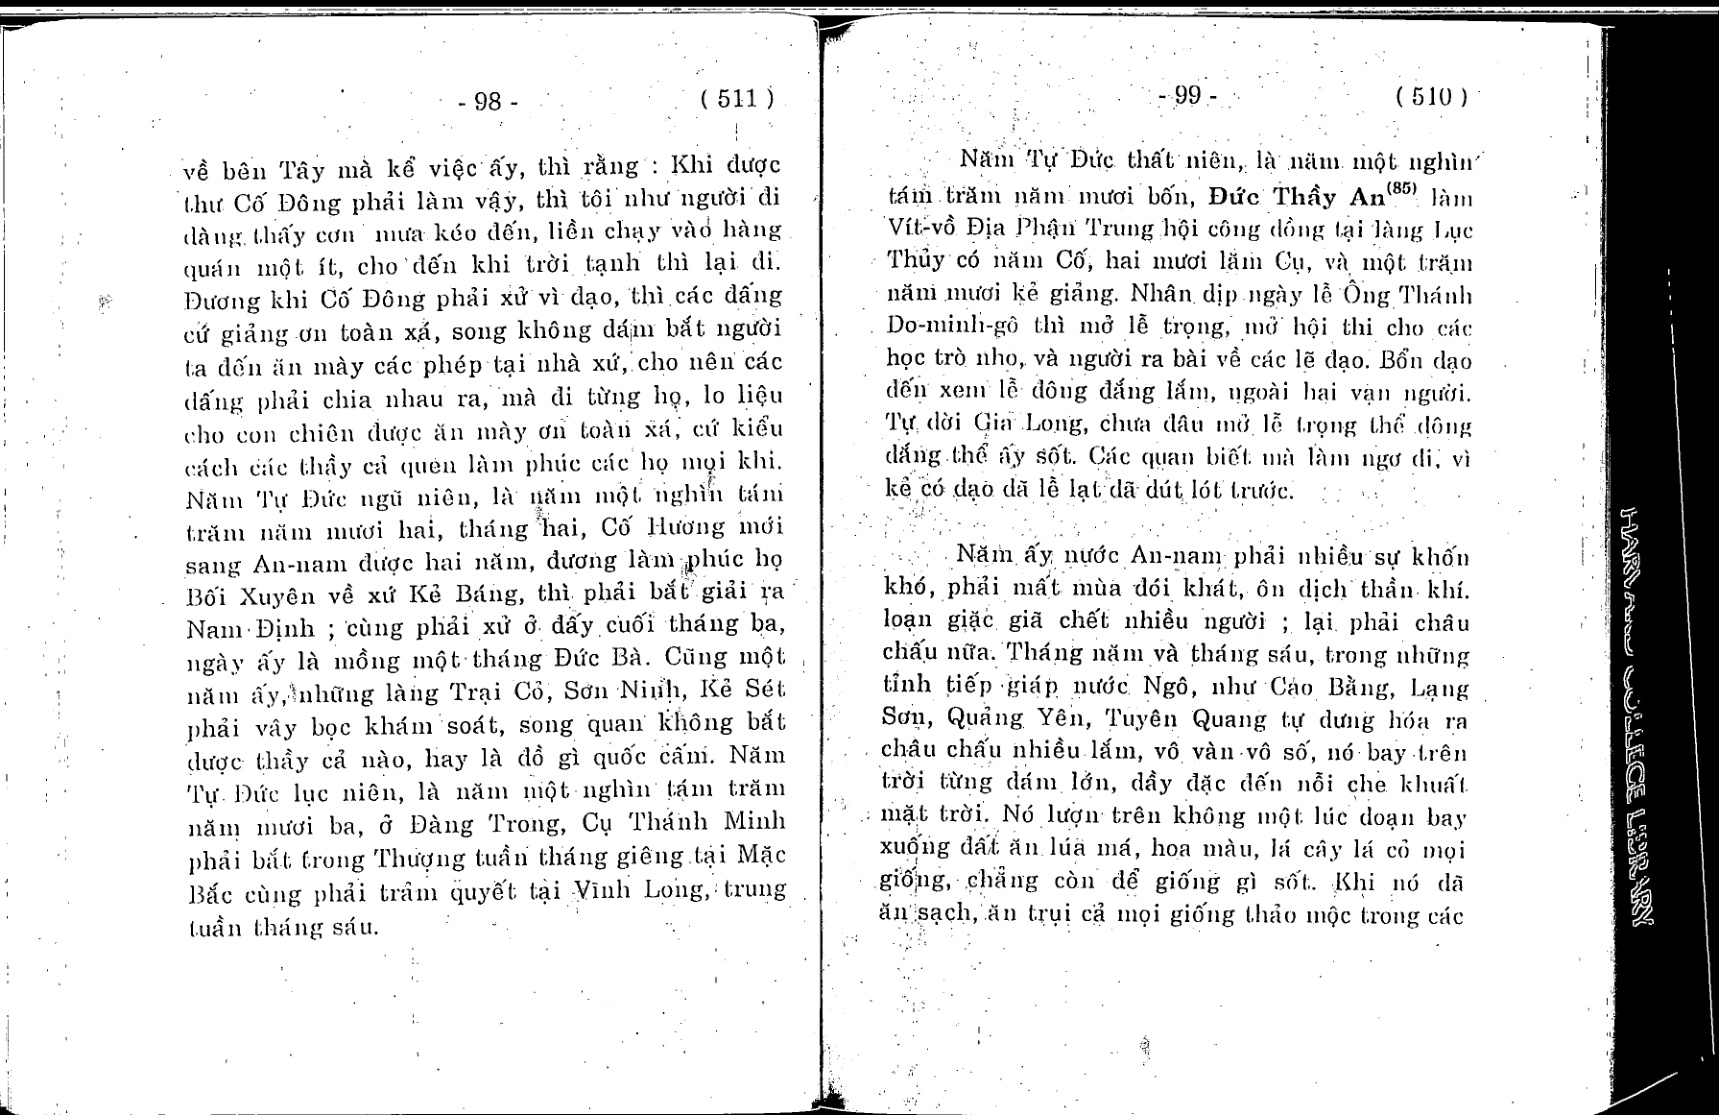 - 98 - ( 511 )
về bên Tây mà kể việc ấy, thì rằng : Khi được
thư Cố Đông phải làm vậy, thì tôi như người đi
đàng thấy cơn mưa kéo đến, liền chạy vào hàng
quán một ít, cho đến khi trời tạnh thì lại đi.
Đương khi Cố Đông phải xử vì đạo, thì các đấng
cứ giảng ơn toàn xá, song không dám bắt người
ta đến ăn mày các phép tại nhà xứ, cho nên các
đấng phải chia nhau ra, mà đi từng họ, lo liệu
cho con chiên được ăn mày ơn toàn xá, cứ kiểu
cách các thầy cả quen làm phúc các họ mọi khi.
Năm Tự Đức ngũ niên, là năm một nghìn tám
trăm năm mươi hai, tháng hai, Cố Hương mới
sang An-nam được hai năm, đương làm phúc họ
Bối Xuyên về xứ Kẻ Báng, thì phải bắt giải ra
Nam Định ; cùng phải xử ở đấy cuối tháng ba,
ngày ấy là mồng một tháng Đức Bà. Cũng một
năm ấy, những làng Trại Cỏ, Sơn Ninh, Kẻ Sét
phải vây bọc khám soát, song quan không bắt
được thầy cả nào, hay là đồ gì quốc cấm. Năm
Tự Đức lục niên, là năm một nghìn tám trăm
năm mươi ba, ở Đàng Trong, Cụ Thánh Minh
phải bắt trong Thượng tuần tháng giêng tại Mặc
Bắc cùng phải trảm quyết tại Vĩnh Long, trung
tuần tháng sáu.
- 99 - ( 510 )
Năm Tự Đức thất niên, là năm một nghìn
tám trăm năm mươi bốn, Đức Thầy An(85) làm
Vít-vồ Địa Phận Trung hội công đồng tại làng Lục
Thủy có năm Cố, hai mươi lăm Cụ, và một trăm
năm mươi kẻ giảng. Nhân dịp ngày lễ Ông Thánh
Do-minh-gô thì mở lễ trọng, mở hội thi cho các
học trò nho, và người ra bài về các lẽ đạo. Bổn đạo
đến xem lễ đông đắng lắm, ngoài hai vạn người.
Tự đời Gia Long, chưa đâu mở lễ trọng thể đông
đắng thể ấy sốt. Các quan biết mà làm ngơ đi, vì
kẻ có đạo đã lễ lạt đã đút lót trước.
Năm ấy nước An-nam phải nhiều sự khốn
khó, phải mất mùa đói khát, ôn dịch thần khí.
loạn giặc giã chết nhiều người ; lại phải châu
chấu nữa. Tháng năm và tháng sáu, trong những
tỉnh tiếp giáp nước Ngô, như Cao Bằng, Lạng
Sơn, Quảng Yên, Tuyên Quang tự dưng hóa ra
châu chấu nhiều lắm, vô vàn vô số, nó bay trên
trời từng đám lớn, đầy đặc đến nỗi che khuất
mặt trời. Nó lượn trên không một lúc đoạn bay
xuống đất ăn lúa má, hoa màu, lá cây lá cỏ mọi
giống, chẳng còn để giống gì sốt. Khi nó đã
ăn sạch, ăn trụi cả mọi giống thảo mộc trong các
HARVARD COLLEGE LIBRARY